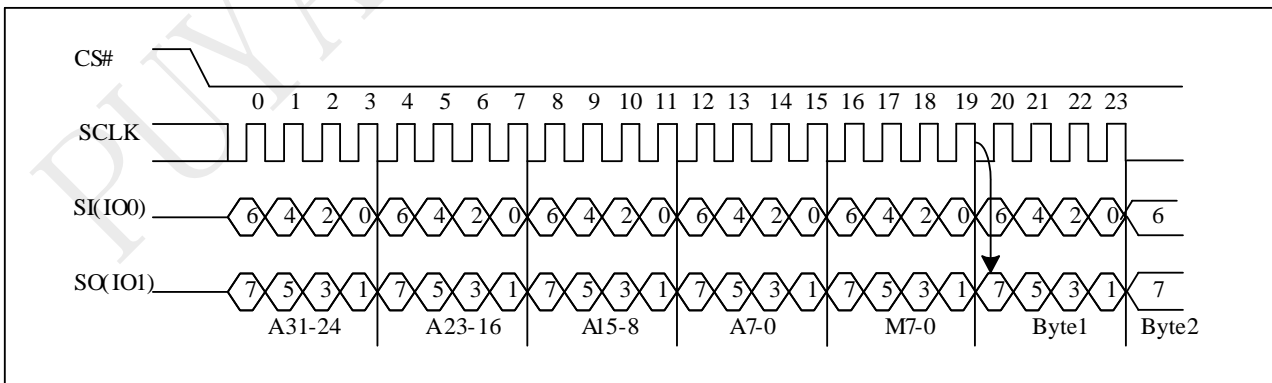 PUYA
CS#
0 1 2 3 4 5 6 7 8 9 10 11 12 13 14 15 16 17 18 19 20 21 22 23
SCLK
SI(IO0) 6 4 2 0 6 4 2 0 6 4 2 0 6 4 2 0 6 4 2 0 6 4 2 0 6
SO(IO1) 7 5 3 1 7 5 3 1 7 5 3 1 7 5 3 1 7 5 3 1 7 5 3 1 7
A31-24 A23-16 A15-8 A7-0 M7-0 Byte1 Byte2